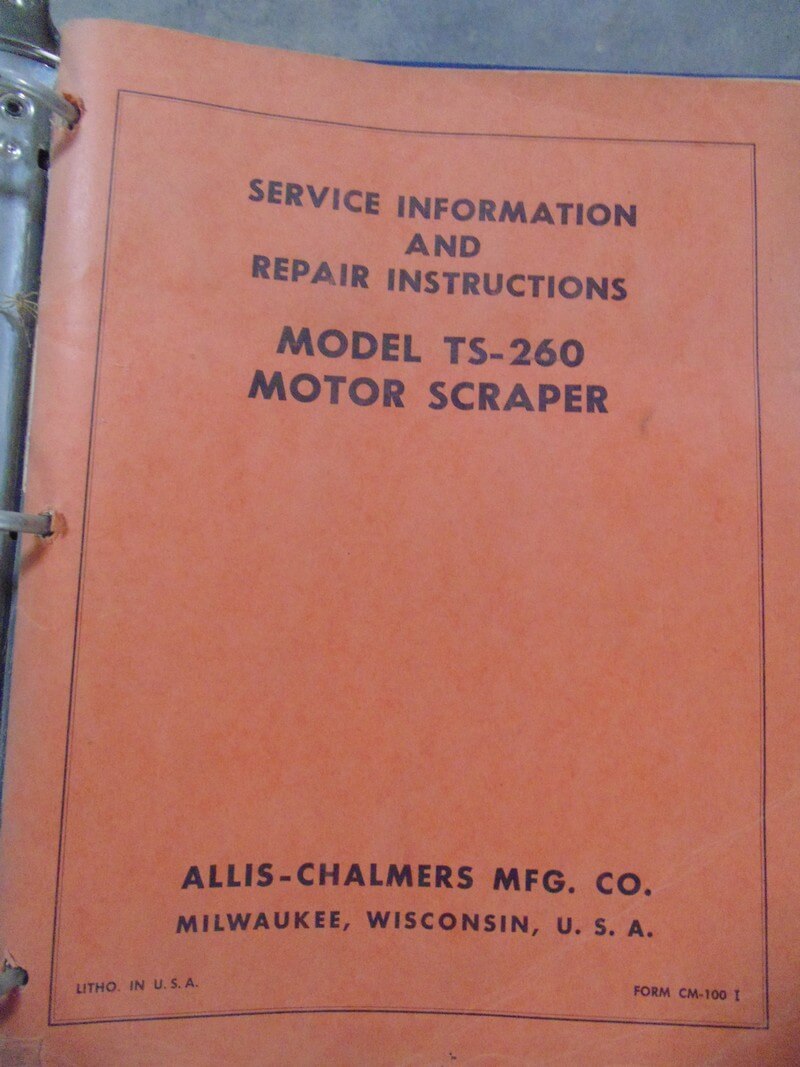 SERVICE INFORMATION
AND
REPAIR INSTRUCTIONS
MODEL TS-260
MOTOR SCRAPER
ALLIS-CHALMERS MFG. CO.
MILWAUKEE, WISCONSIN, U. S. A.
LITHO. IN U. S. A.
FORM CM-100 I